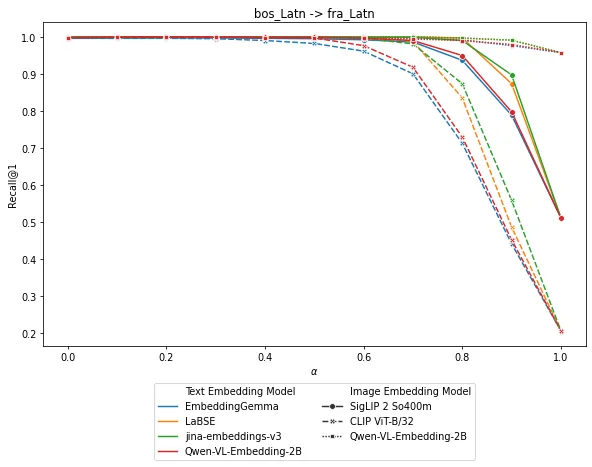 bos_Latn -> fra_Latn
Recall@1
1.0
0.9
0.8
0.7
0.6
0.5
0.4
0.3
0.2
0.0
0.2
0.4
0.6
0.8
1.0
α
Text Embedding Model
EmbeddingGemma
LaBSE
jina-embeddings-v3
Qwen-VL-Embedding-2B
Image Embedding Model
SigLIP 2 So400m
CLIP ViT-B/32
Qwen-VL-Embedding-2B